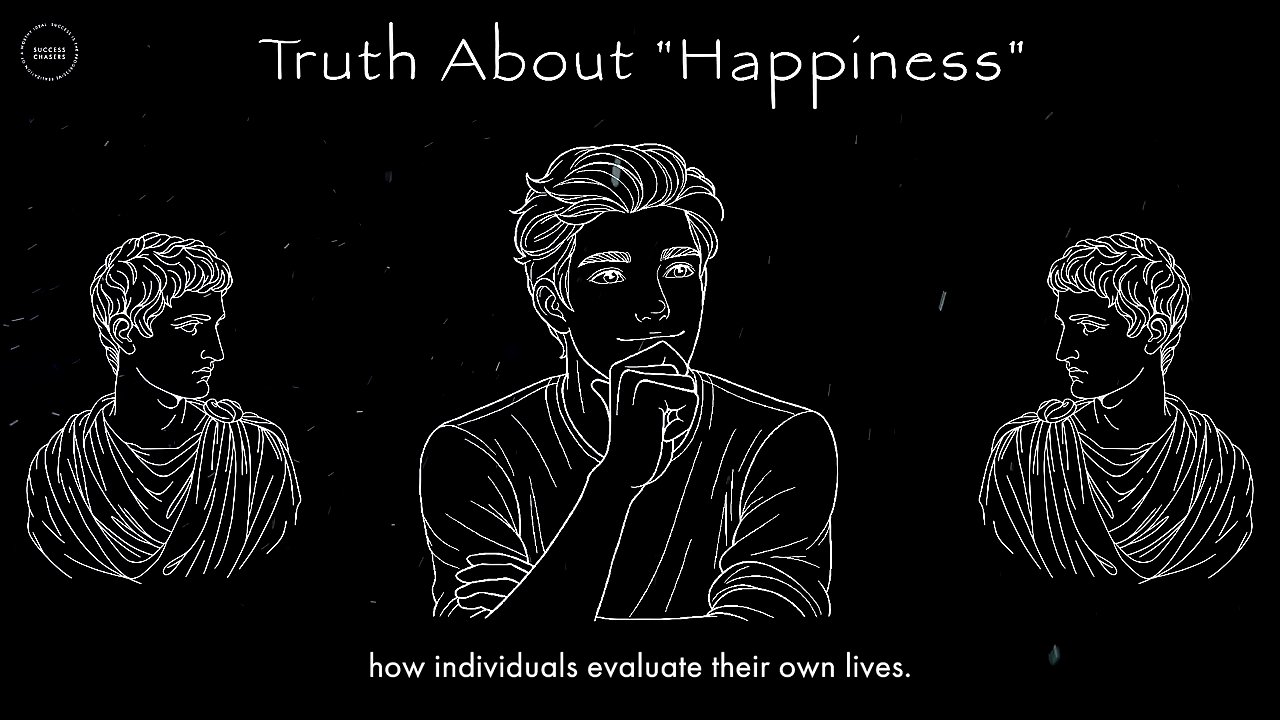 SUCCESS
CHASERS
Truth About "Happiness"
how individuals evaluate their own lives.